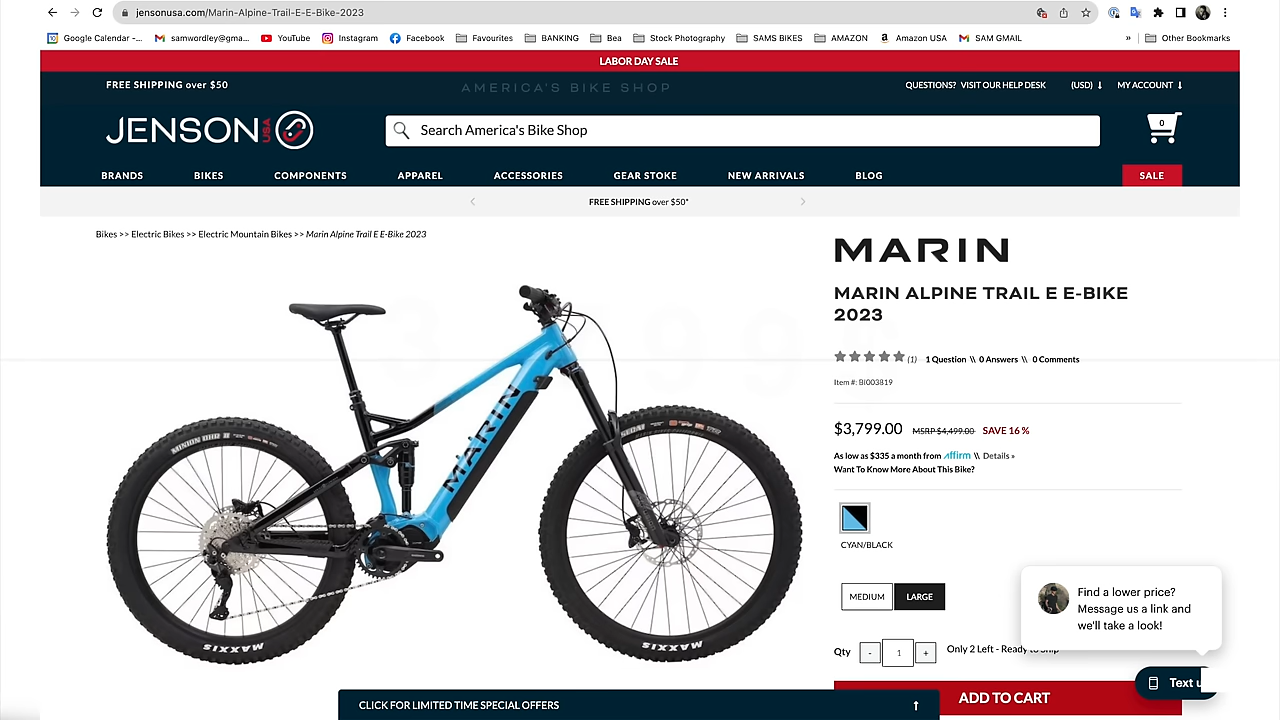 jensonusa.com/Marin-Alpine-Trail-E-E-Bike-2023
Google Calendar -...
samwordley@gma...
YouTube
Instagram
Facebook
Favourites
BANKING
Bea
Stock Photography
SAMS BIKES
AMAZON
Amazon USA
SAM GMAIL
»
Other Bookmarks
LABOR DAY SALE
FREE SHIPPING over $50
AMERICA'S BIKE SHOP
QUESTIONS? VISIT OUR HELP DESK
(USD)
MY ACCOUNT
JENSON USA
Search America's Bike Shop
0
BRANDS
BIKES
COMPONENTS
APPAREL
ACCESSORIES
GEAR STOKE
NEW ARRIVALS
BLOG
SALE
FREE SHIPPING over $50*
Bikes >> Electric Bikes >> Electric Mountain Bikes >> Marin Alpine Trail E E-Bike 2023
MARIN
MARIN ALPINE TRAIL E E-BIKE
2023
(1) 1 Question \\ 0 Answers \\ 0 Comments
Item #: BI003819
$3,799.00 MSRP $4,499.00 SAVE 16 %
As low as $335 a month from affirm \\ Details »
Want To Know More About This Bike?
CYAN/BLACK
MEDIUM
LARGE
Find a lower price?
Message us a link and
we'll take a look!
Qty
-
1
+
Only 2 Left - Ready to Ship
ADD TO CART
Text u
CLICK FOR LIMITED TIME SPECIAL OFFERS
MARIN
MINION DHR II
MAXXIS
MAXXIS